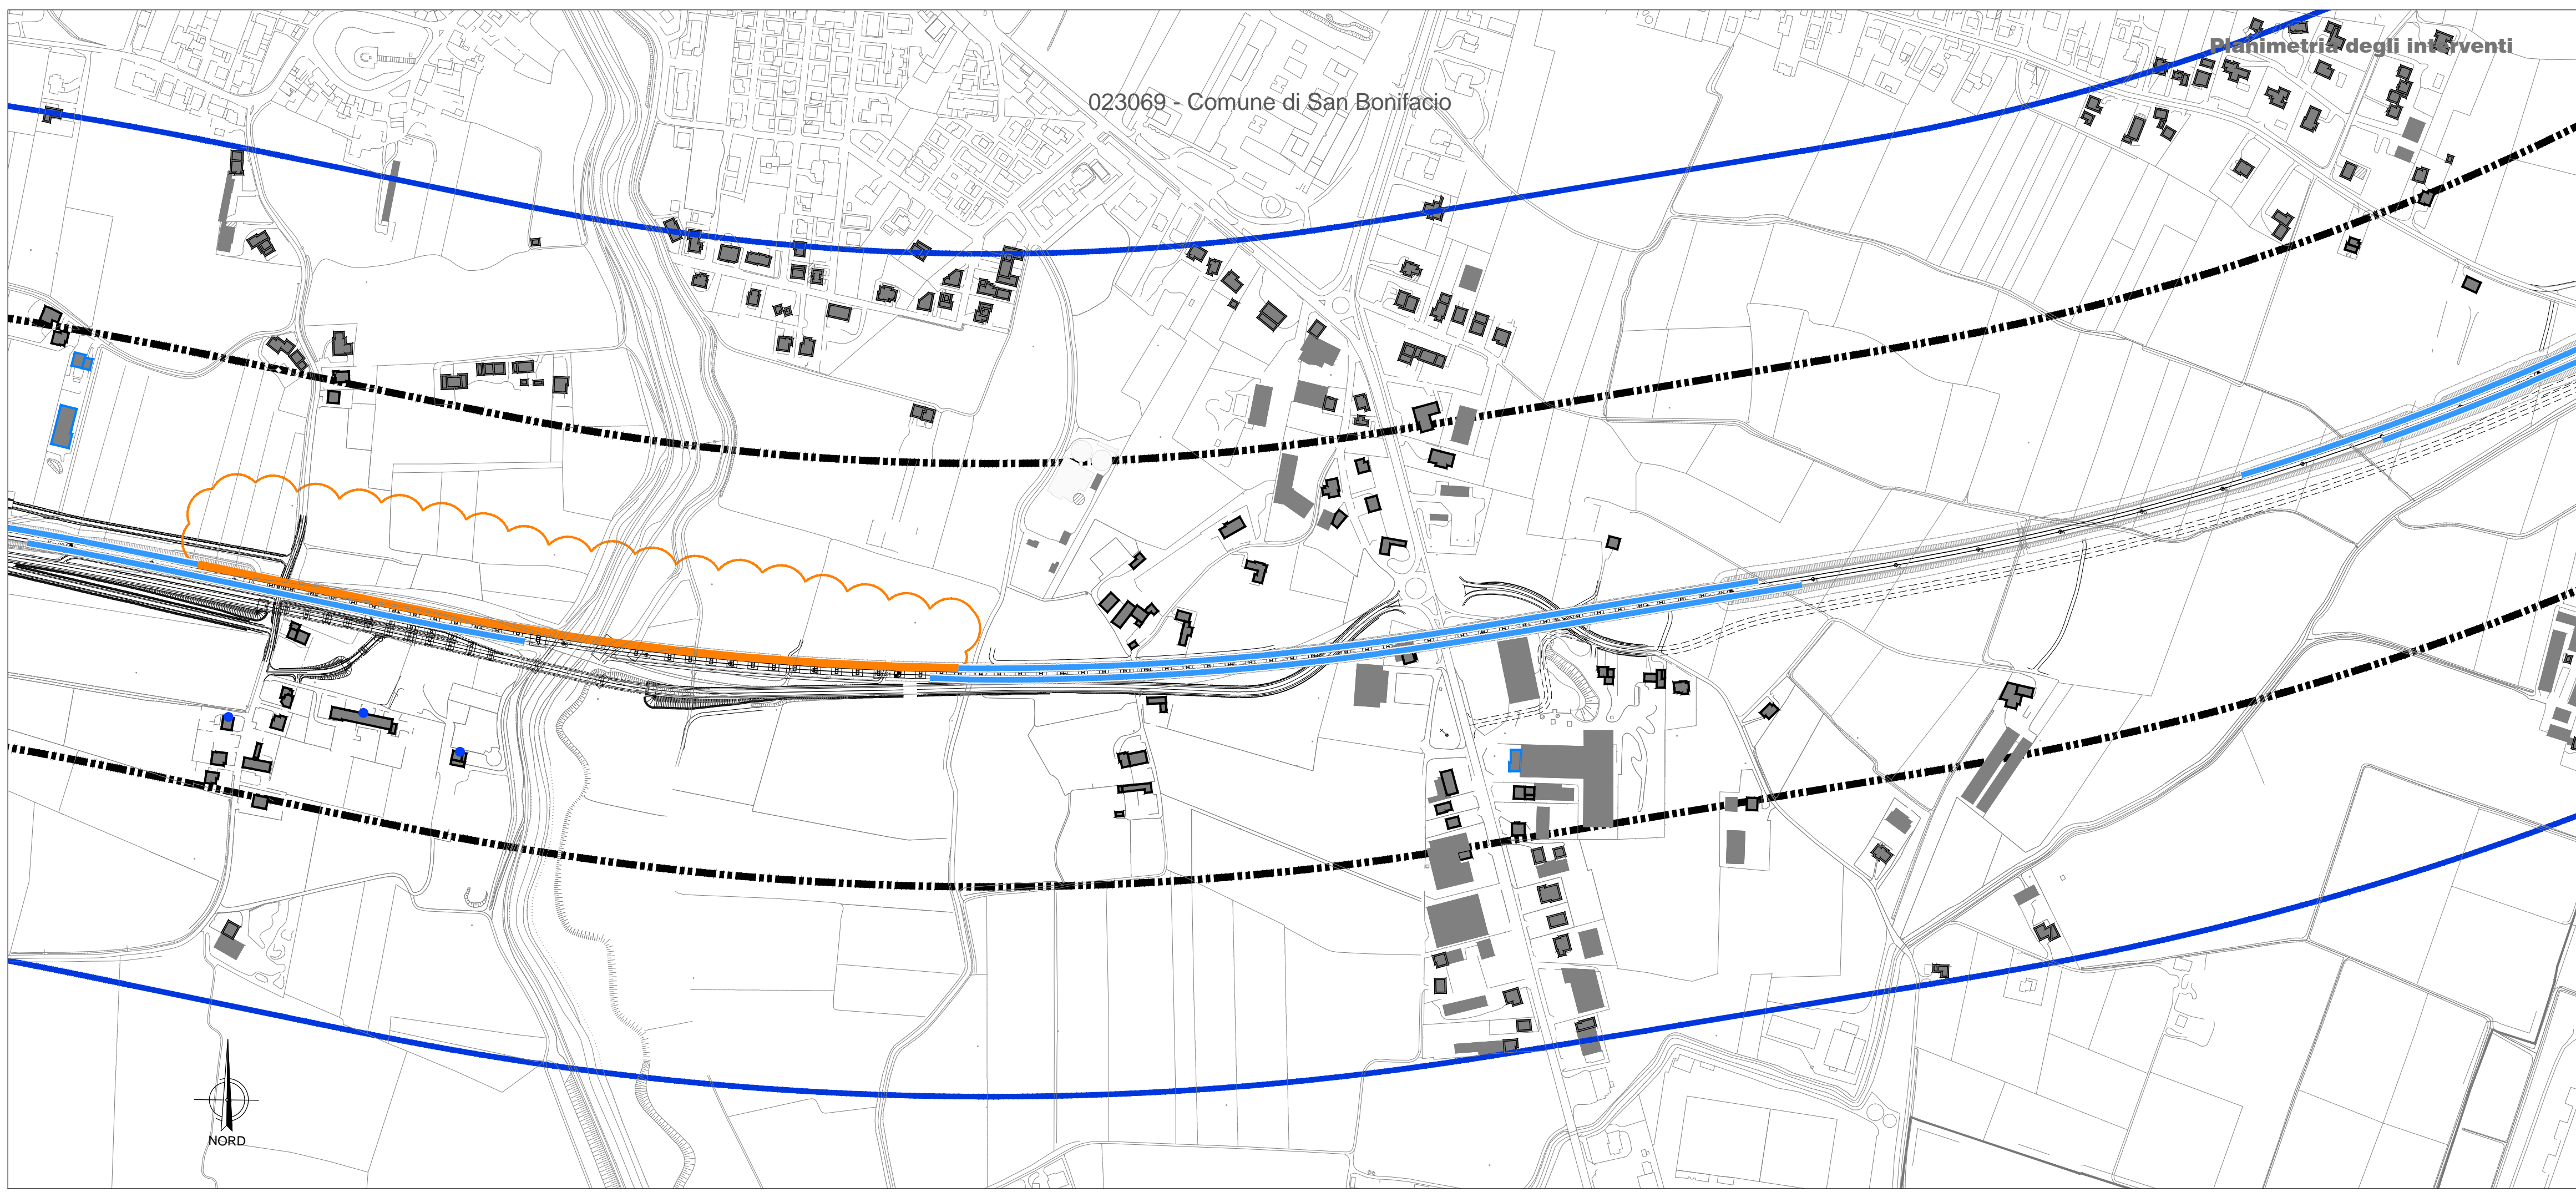 Planimetria degli interventi
023069 - Comune di San Bonifacio
NORD